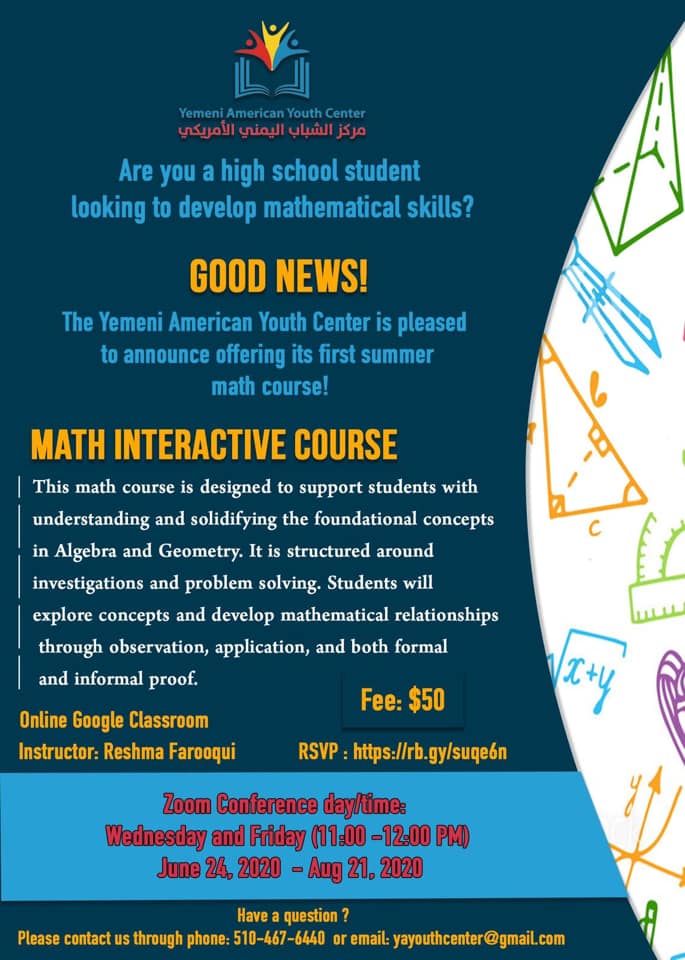 Yemeni American Youth Center
مركز الشباب اليمني الأمريكي
Are you a high school student
looking to develop mathematical skills?
GOOD NEWS!
The Yemeni American Youth Center is pleased
to announce offering its first summer
math course!
MATH INTERACTIVE COURSE
This math course is designed to support students with
understanding and solidifying the foundational concepts
in Algebra and Geometry. It is structured around
investigations and problem solving. Students will
explore concepts and develop mathematical relationships
through observation, application, and both formal
and informal proof.
Fee: $50
Online Google Classroom
Instructor: Reshma Farooqui
RSVP : https://rb.gy/suqe6n
Zoom Conference day/time:
Wednesday and Friday (11:00 -12:00 PM)
June 24, 2020 - Aug 21, 2020
Have a question ?
Please contact us through phone: 510-467-6440 or email: yayouthcenter@gmail.com
b
a
c
√x+y
y